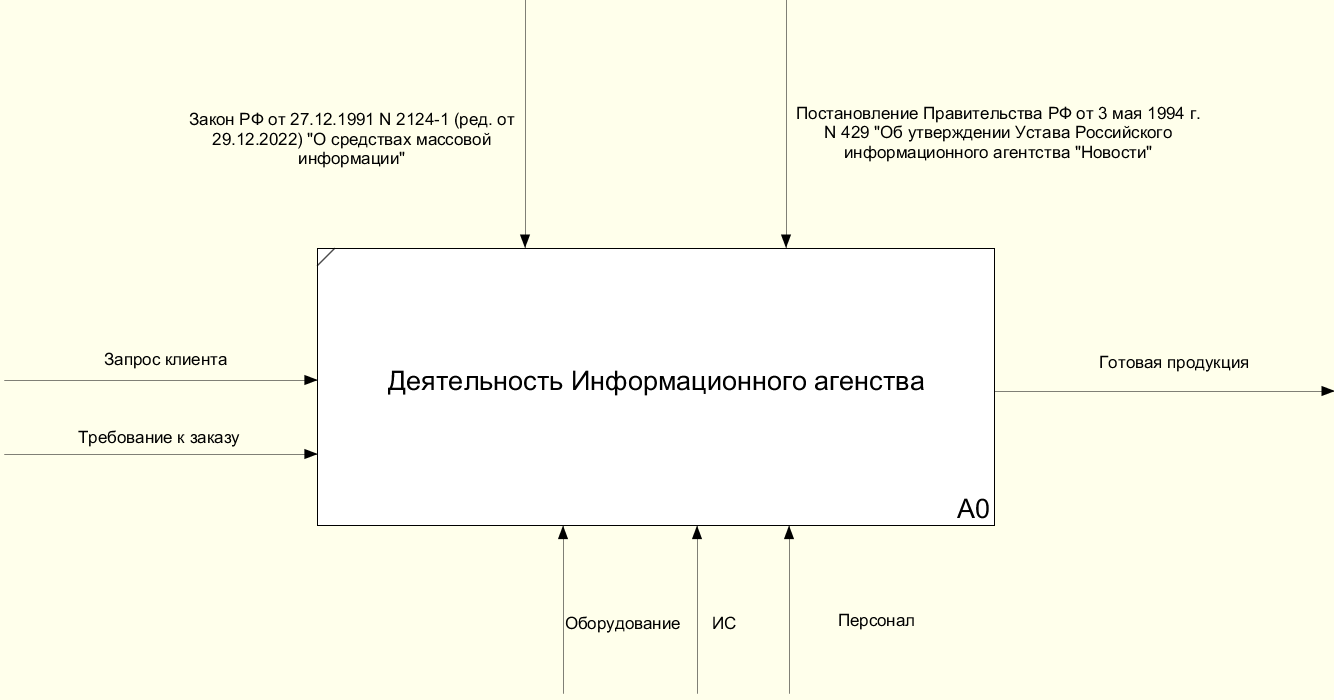 Закон РФ от 27.12.1991 N 2124-1 (ред. от
29.12.2022) "О средствах массовой
информации"
Постановление Правительства РФ от 3 мая 1994 г.
N 429 "Об утверждении Устава Российского
информационного агентства "Новости"
Запрос клиента
Требование к заказу
Деятельность Информационного агенства
A0
Готовая продукция
Оборудование
ИС
Персонал